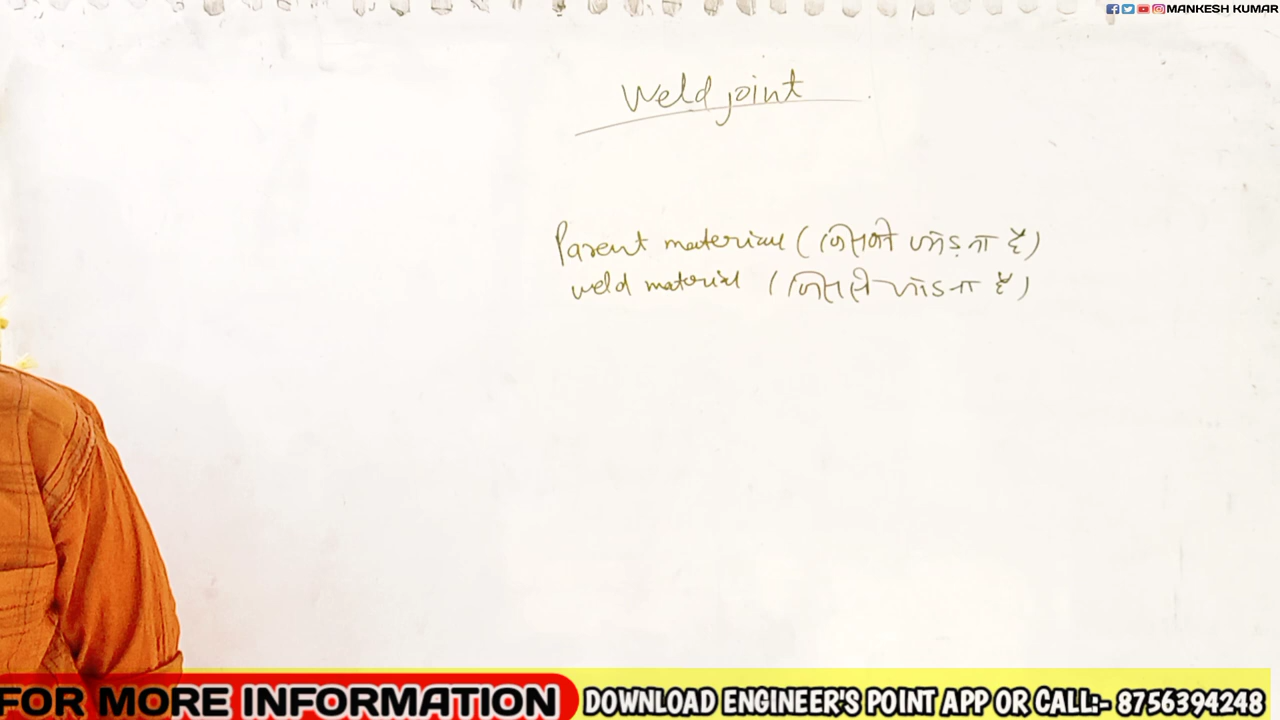 MANKESH KUMAR
Weld joint
Parent material (जिसको जोड़ना है)
weld material (जिससे जोडना है)
FOR MORE INFORMATION
DOWNLOAD ENGINEER'S POINT APP OR CALL:- 8756394248